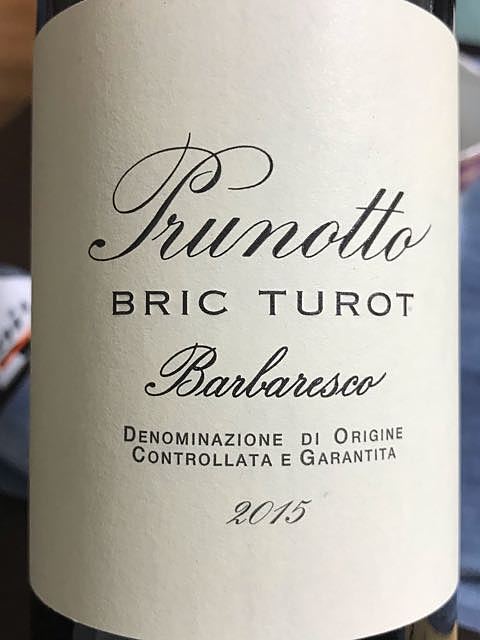 Prunotto
BRIC TUROT
Barbaresco
DENOMINAZIONE DI ORIGINE
CONTROLLATA E GARANTITA
2015